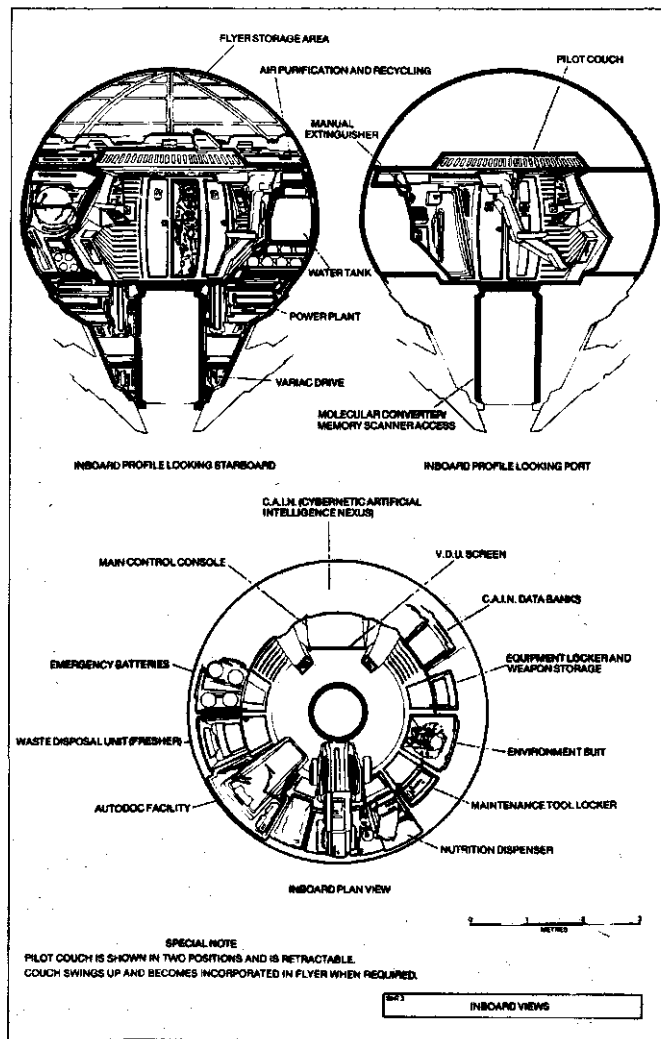 FLYER STORAGE AREA
AIR PURIFICATION AND RECYCLING
PILOT COUCH
MANUAL
EXTINGUISHER
WATER TANK
POWER PLANT
VARIAC DRIVE
MOLECULAR CONVERTER/
MEMORY SCANNER ACCESS
INBOARD PROFILE LOOKING STARBOARD
INBOARD PROFILE LOOKING PORT
C.A.I.N. (CYBERNETIC ARTIFICIAL
INTELLIGENCE NEXUS)
MAIN CONTROL CONSOLE
V.D.U. SCREEN
C.A.I.N. DATA BANKS
EMERGENCY BATTERIES
EQUIPMENT LOCKER AND
WEAPON STORAGE
WASTE DISPOSAL UNIT (FRESHER)
ENVIRONMENT SUIT
AUTODOC FACILITY
MAINTENANCE TOOL LOCKER
NUTRITION DISPENSER
INBOARD PLAN VIEW
0 1 2 3
METRES
SPECIAL NOTE
PILOT COUCH IS SHOWN IN TWO POSITIONS AND IS RETRACTABLE.
COUCH SWINGS UP AND BECOMES INCORPORATED IN FLYER WHEN REQUIRED.
INBOARD VIEWS